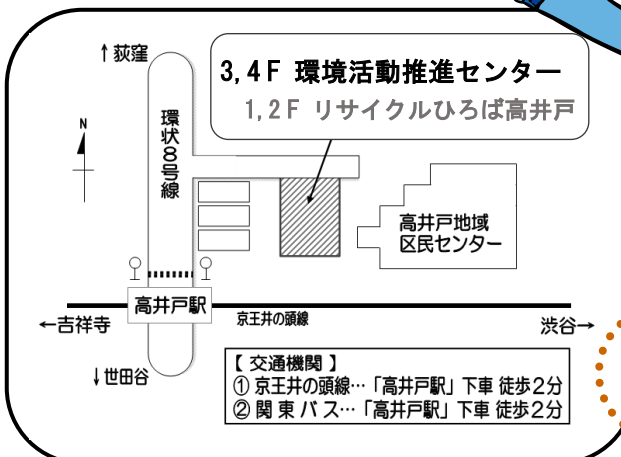 ↑荻窪
3,4F 環境活動推進センター
1,2F リサイクルひろば高井戸
N
環状8号線
高井戸地域
区民センター
高井戸駅
←吉祥寺
京王井の頭線
渋谷→
↓世田谷
【 交通機関 】
① 京王井の頭線…「高井戸駅」下車 徒歩2分
② 関東バス…「高井戸駅」下車 徒歩2分